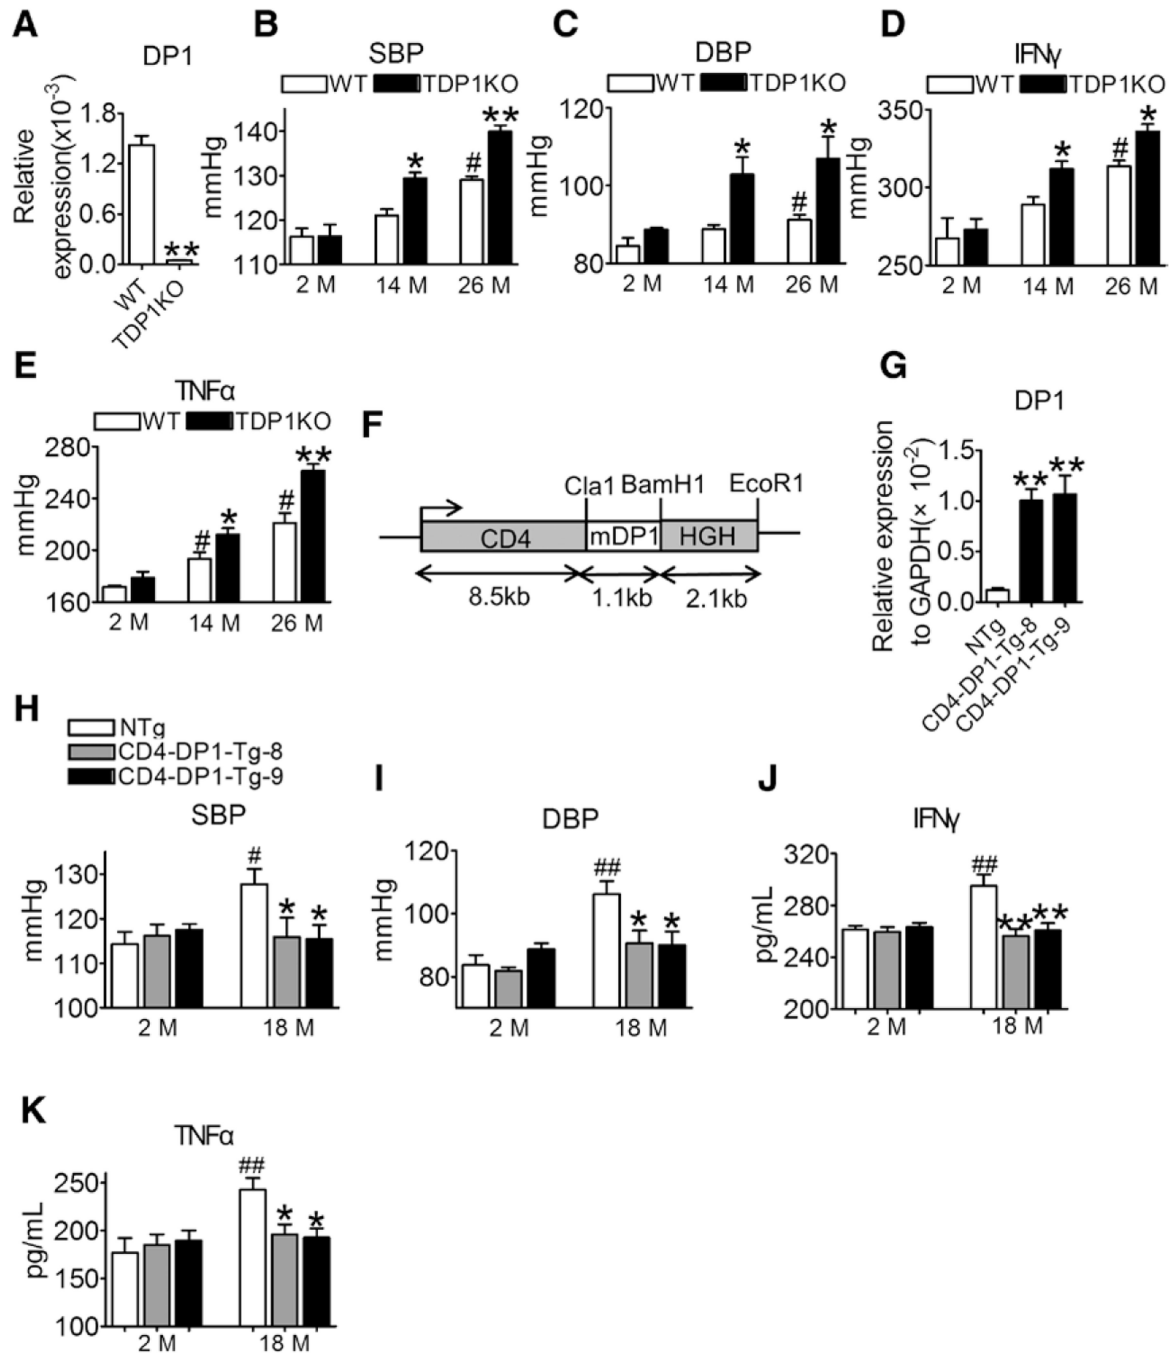 A
DP1
Relative
expression(x10-3)
1.8
1.2
0.6
0.0
**
WT
TDP1KO
B
SBP
WT TDP1KO
mmHg
140
130
120
110
*
#
**
2 M 14 M 26 M
C
DBP
WT TDP1KO
mmHg
120
100
80
*
#
*
2 M 14 M 26 M
D
IFNγ
WT TDP1KO
mmHg
350
300
250
*
#
*
2 M 14 M 26 M
E
TNFα
WT TDP1KO
mmHg
280
240
200
160
#
*
#
**
2 M 14 M 26 M
F
Cla1 BamH1 EcoR1
CD4 mDP1 HGH
8.5kb 1.1kb 2.1kb
G
DP1
Relative expression
to GAPDH(× 10-2)
1.5
1.0
0.5
0.0
** **
NTg
CD4-DP1-Tg-8
CD4-DP1-Tg-9
H
NTg
CD4-DP1-Tg-8
CD4-DP1-Tg-9
SBP
mmHg
130
120
110
100
#
* *
2 M 18 M
I
DBP
mmHg
120
100
80
##
* *
2 M 18 M
J
IFNγ
pg/mL
320
280
240
200
##
** **
2 M 18 M
K
TNFα
pg/mL
250
200
150
100
##
* *
2 M 18 M